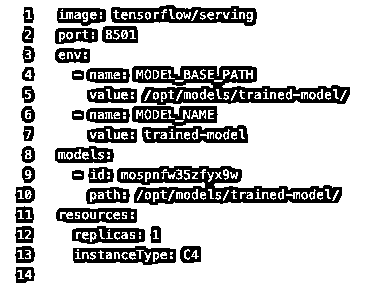 1 image: tensorflow/serving
2 port: 8501
3 env:
4 - name: MODEL_BASE_PATH
5 value: /opt/models/trained-model/
6 - name: MODEL_NAME
7 value: trained-model
8 models:
9 - id: mospnfw35zfyx9w
10 path: /opt/models/trained-model/
11 resources:
12 replicas: 1
13 instanceType: C4
14